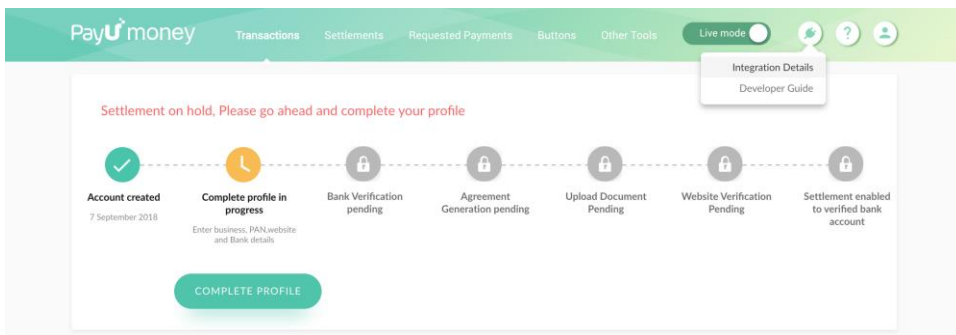 PayU money
Transactions
Settlements
Requested Payments
Buttons
Other Tools
Live mode
?
Integration Details
Developer Guide
Settlement on hold, Please go ahead and complete your profile
Account created
7 September 2018
Complete profile in
progress
Enter business, PAN,website
and Bank details
Bank Verification
pending
Agreement
Generation pending
Upload Document
Pending
Website Verification
Pending
Settlement enabled
to verified bank
account
COMPLETE PROFILE